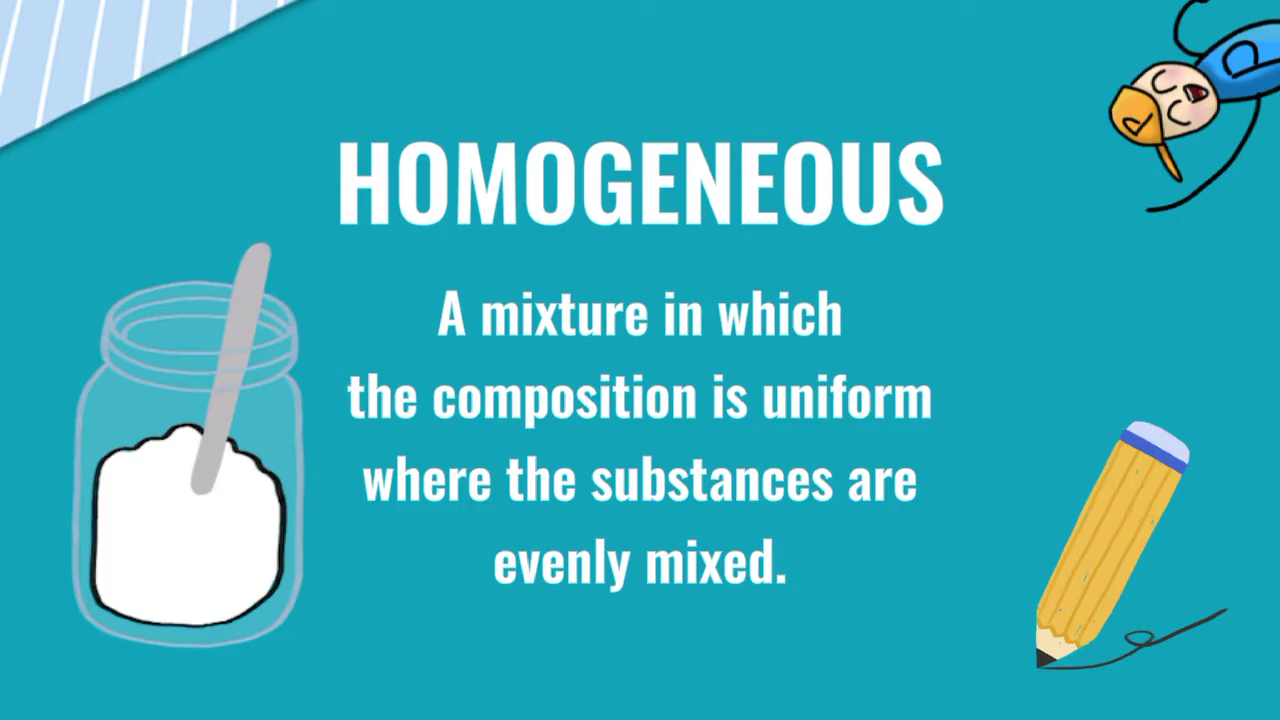 HOMOGENEOUS
A mixture in which
the composition is uniform
where the substances are
evenly mixed.